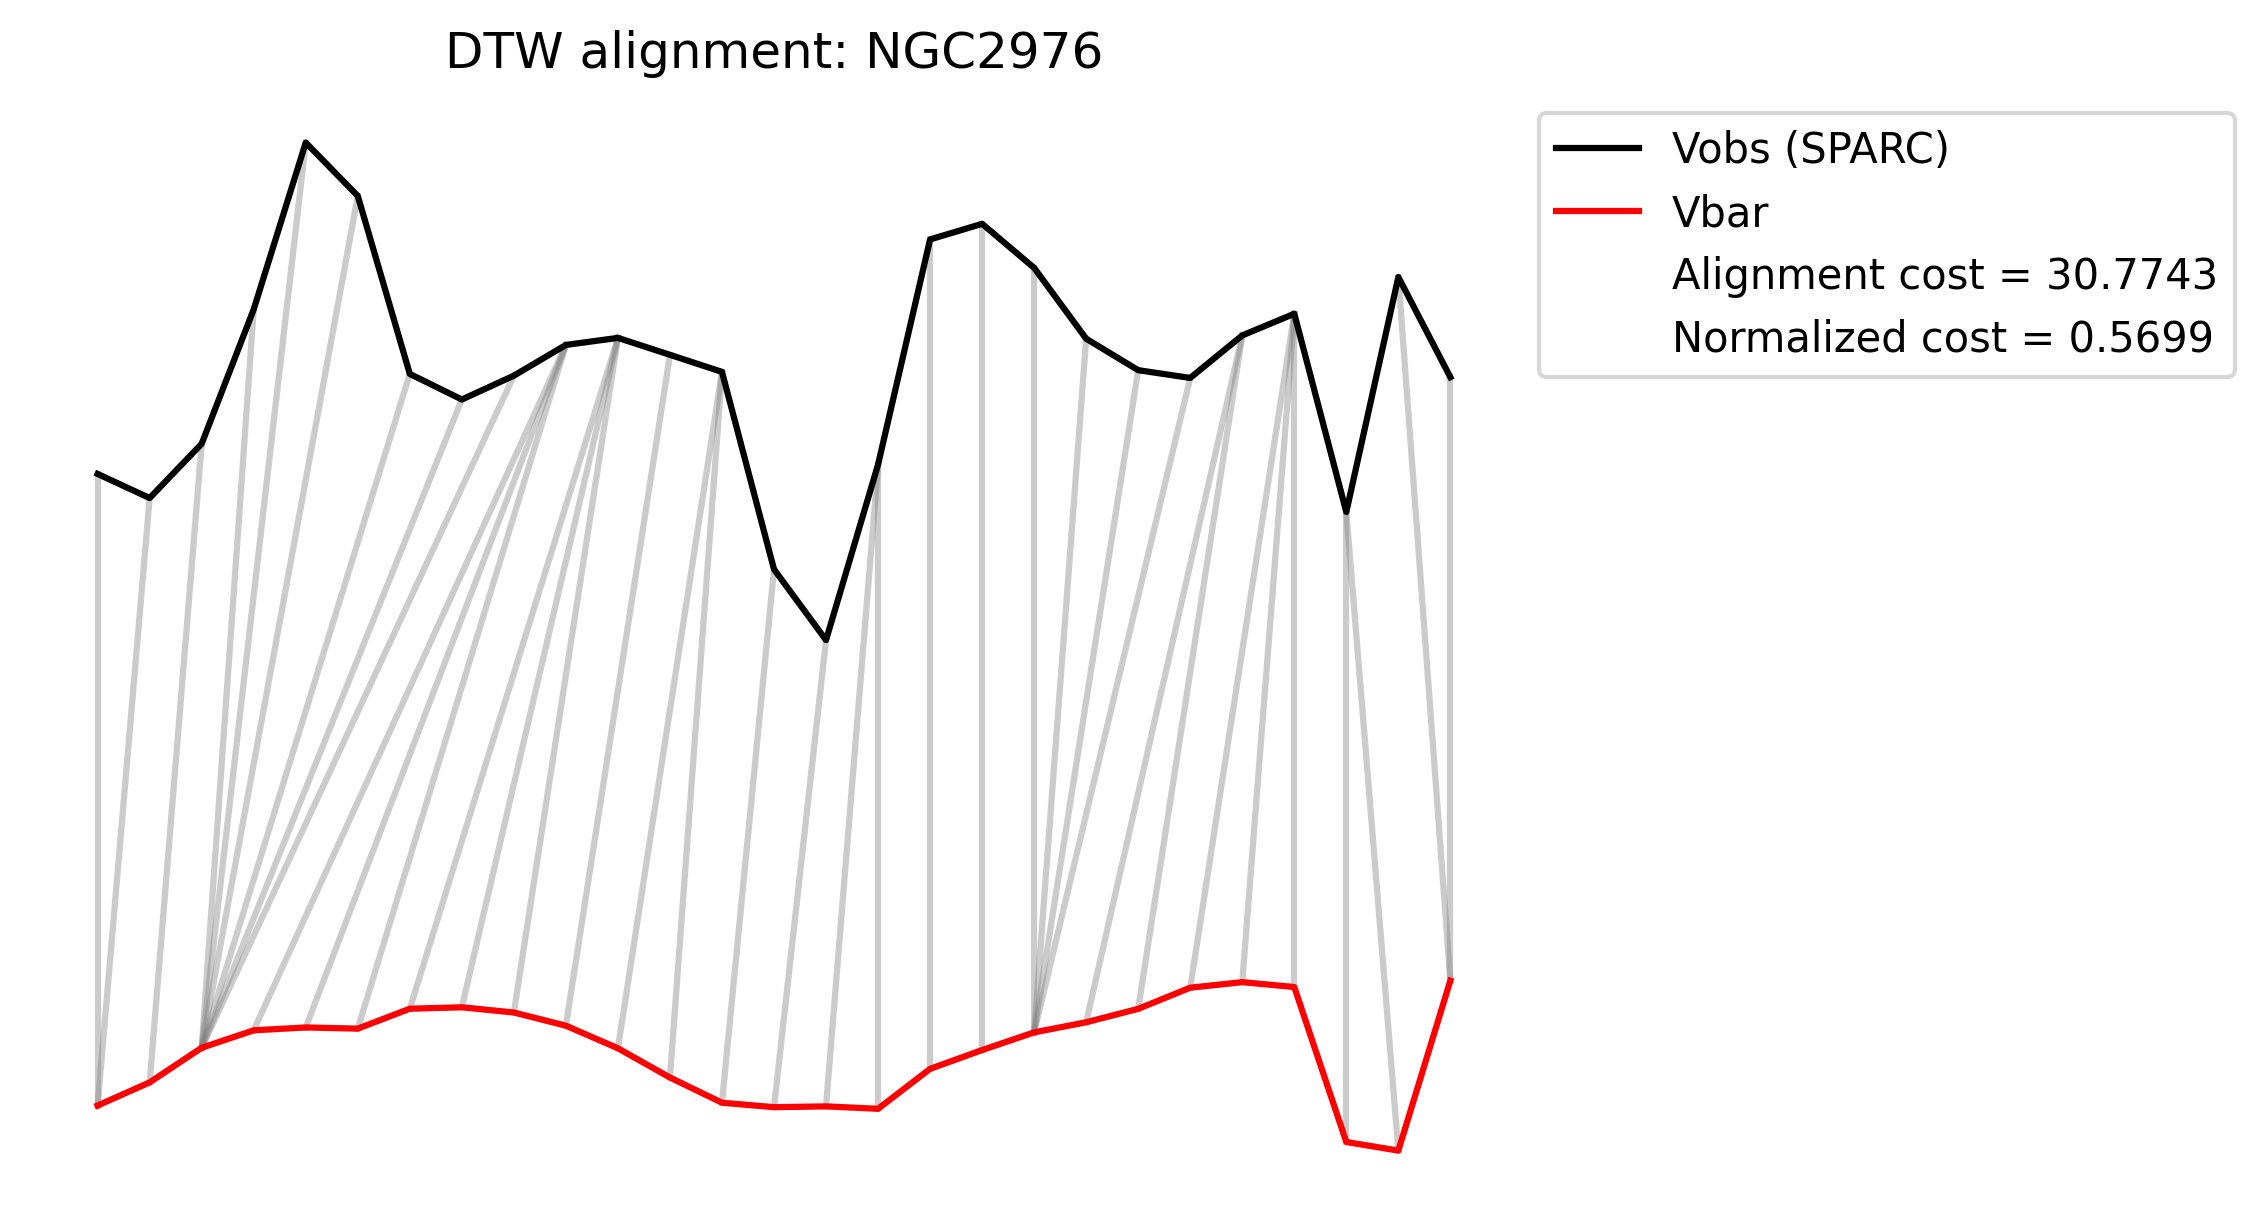 DTW alignment: NGC2976
Vobs (SPARC)
Vbar
Alignment cost = 30.7743
Normalized cost = 0.5699